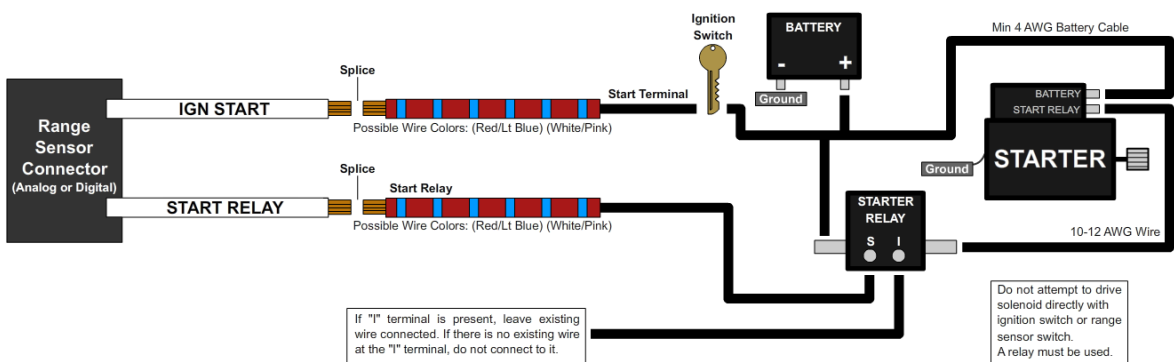 Ignition
Switch
BATTERY
- +
Ground
Min 4 AWG Battery Cable
Splice
IGN START
Start Terminal
Possible Wire Colors: (Red/Lt Blue) (White/Pink)
Range
Sensor
Connector
(Analog or Digital)
BATTERY
START RELAY
STARTER
Ground
Splice
START RELAY
Start Relay
Possible Wire Colors: (Red/Lt Blue) (White/Pink)
STARTER
RELAY
S I
10-12 AWG Wire
If "I" terminal is present, leave existing
wire connected. If there is no existing wire
at the "I" terminal, do not connect to it.
Do not attempt to drive
solenoid directly with
ignition switch or range
sensor switch.
A relay must be used.